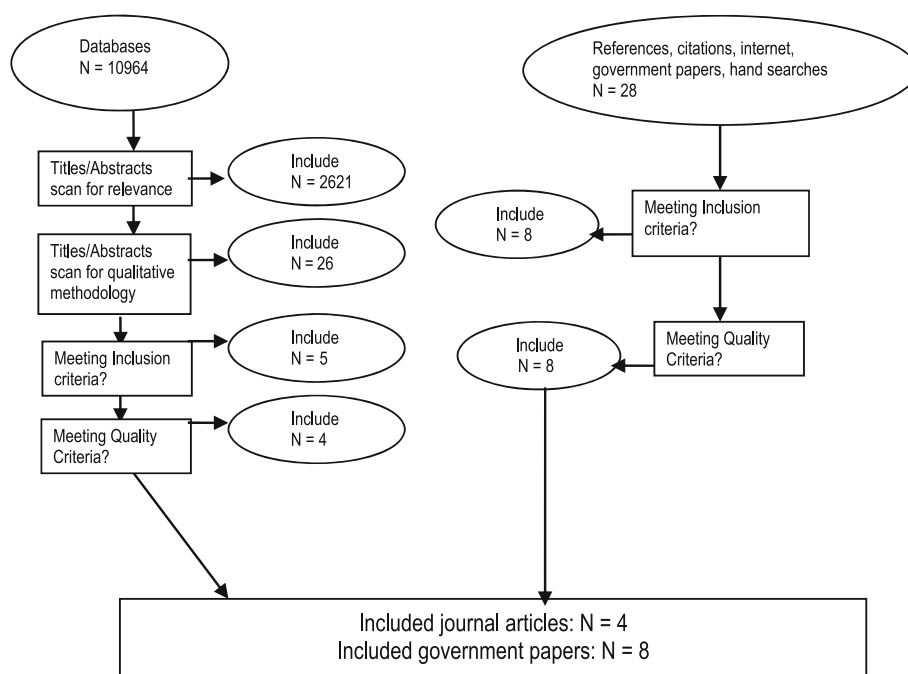 Databases
N = 10964
Titles/Abstracts
scan for relevance
Include
N = 2621
Titles/Abstracts
scan for qualitative
methodology
Include
N = 26
Meeting Inclusion
criteria?
Include
N = 5
Meeting Quality
Criteria?
Include
N = 4
References, citations, internet,
government papers, hand searches
N = 28
Meeting Inclusion
criteria?
Include
N = 8
Meeting Quality
Criteria?
Include
N = 8
Included journal articles: N = 4
Included government papers: N = 8